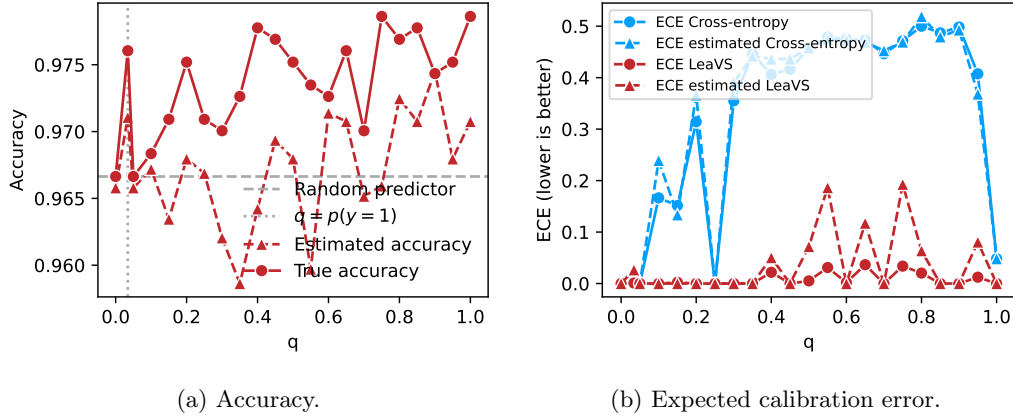 0.975
0.970
0.965
0.960
Accuracy
Random predictor
q = p(y = 1)
Estimated accuracy
True accuracy
0.0 0.2 0.4 0.6 0.8 1.0
q
(a) Accuracy.
0.5
0.4
0.3
0.2
0.1
0.0
ECE (lower is better)
ECE Cross-entropy
ECE estimated Cross-entropy
ECE LeaVS
ECE estimated LeaVS
0.0 0.2 0.4 0.6 0.8 1.0
q
(b) Expected calibration error.